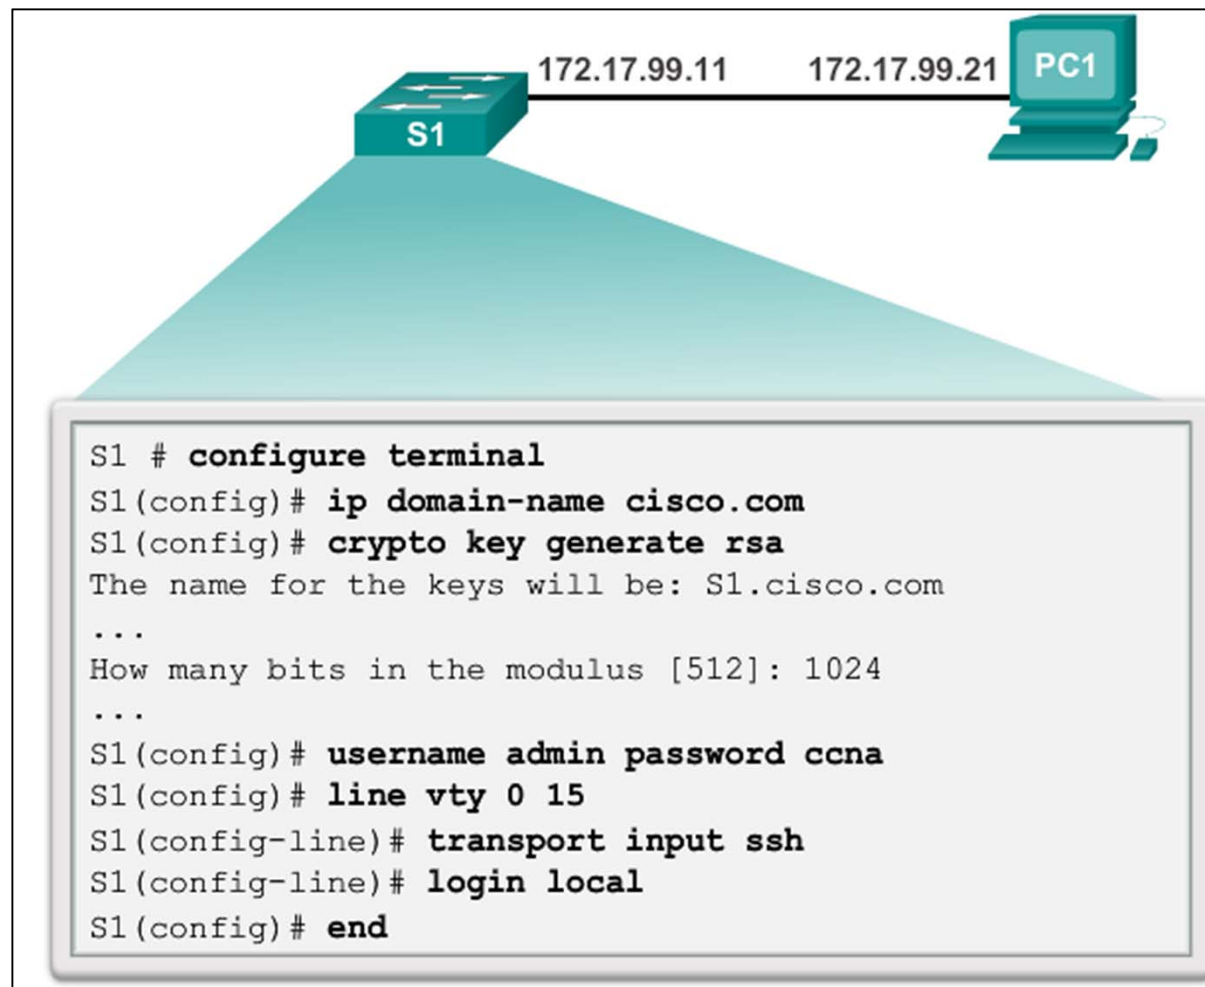 172.17.99.11 172.17.99.21 PC1
S1
S1 # configure terminal
S1(config)# ip domain-name cisco.com
S1(config)# crypto key generate rsa
The name for the keys will be: S1.cisco.com
...
How many bits in the modulus [512]: 1024
...
S1(config)# username admin password ccna
S1(config)# line vty 0 15
S1(config-line)# transport input ssh
S1(config-line)# login local
S1(config)# end